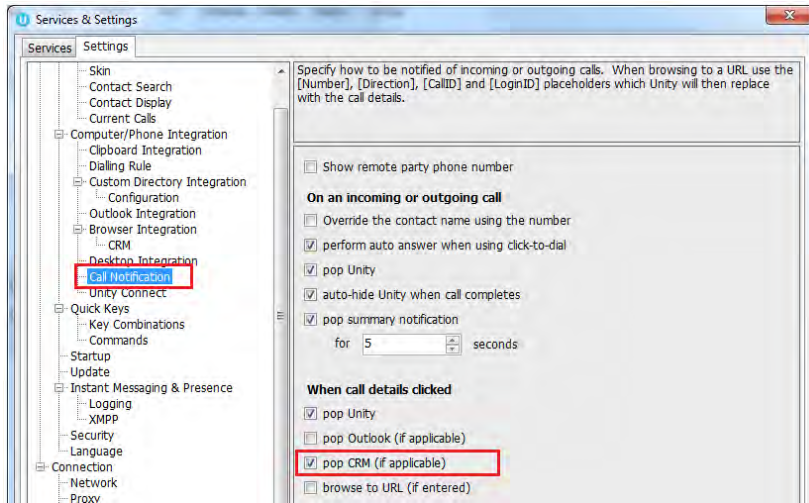 Services & Settings
Services
Settings
Skin
Contact Search
Contact Display
Current Calls
Computer/Phone Integration
Clipboard Integration
Dialling Rule
Custom Directory Integration
Configuration
Outlook Integration
Browser Integration
CRM
Desktop Integration
Call Notification
Unity Connect
Quick Keys
Key Combinations
Commands
Startup
Update
Instant Messaging & Presence
Logging
XMPP
Security
Language
Connection
Network
Proxy
Specify how to be notified of incoming or outgoing calls. When browsing to a URL use the
[Number], [Direction], [CallID] and [LoginID] placeholders which Unity will then replace
with the call details.
Show remote party phone number
On an incoming or outgoing call
Override the contact name using the number
perform auto answer when using click-to-dial
pop Unity
auto-hide Unity when call completes
pop summary notification
for 5 seconds
When call details clicked
pop Unity
pop Outlook (if applicable)
pop CRM (if applicable)
browse to URL (if entered)